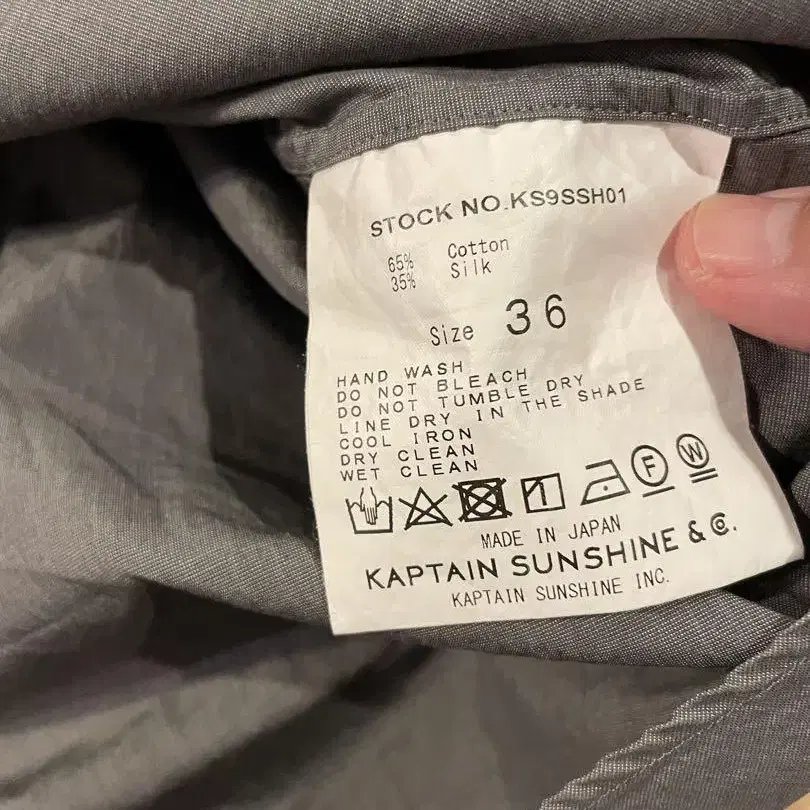 STOCK NO.KS9SSH01
65% Cotton
35% Silk
Size 36
HAND WASH
DO NOT BLEACH
DO NOT TUMBLE DRY
LINE DRY IN THE SHADE
COOL IRON
DRY CLEAN
WET CLEAN
F W
MADE IN JAPAN
KAPTAIN SUNSHINE & Co.
KAPTAIN SUNSHINE INC.